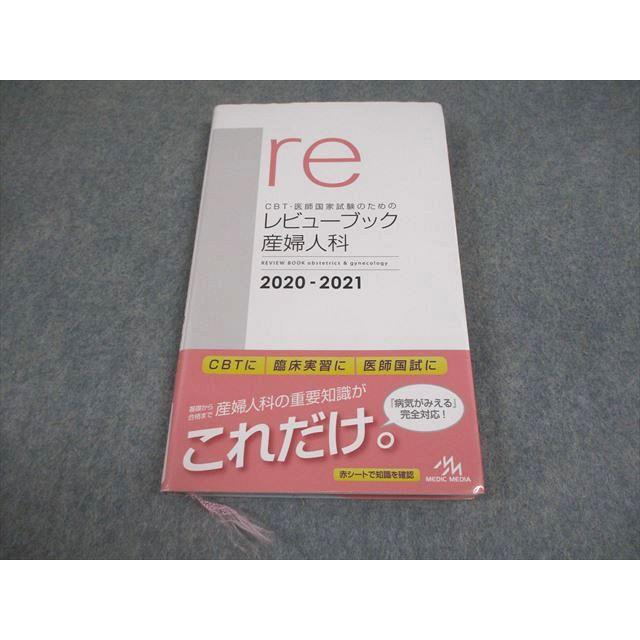 re
CBT・医師国家試験のための
レビューブック
産婦人科
REVIEW BOOK obstetrics & gynecology
2020-2021
CBTに 臨床実習に 医師国試に
基礎から
合格まで
産婦人科の重要知識が
これだけ。
『病気がみえる』
完全対応!
赤シートで知識を確認
MEDIC MEDIA